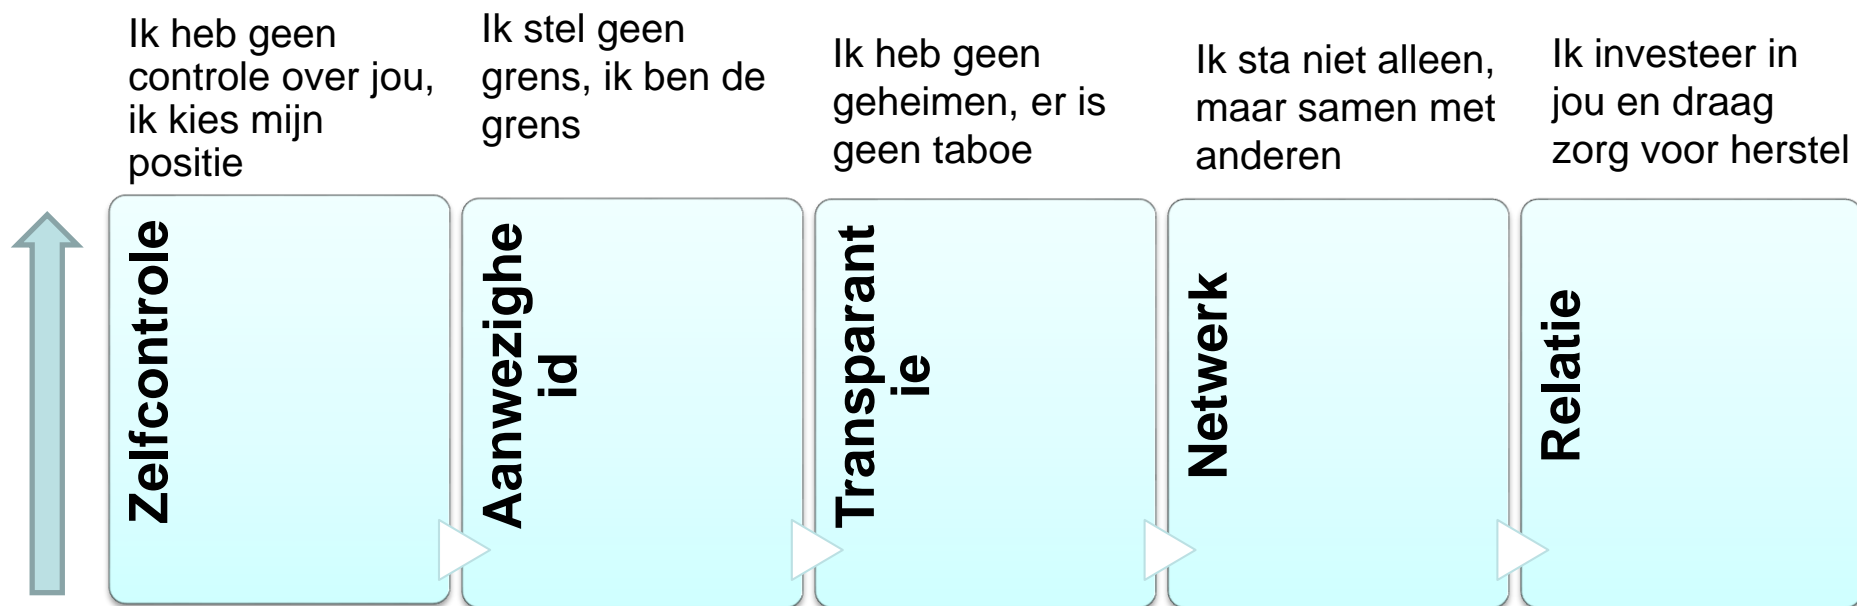 Ik heb geen
controle over jou,
ik kies mijn
positie
Ik stel geen
grens, ik ben de
grens
Ik heb geen
geheimen, er is
geen taboe
Ik sta niet alleen,
maar samen met
anderen
Ik investeer in
jou en draag
zorg voor herstel
Zelfcontrole
Aanwezighe
id
Transparant
ie
Netwerk
Relatie